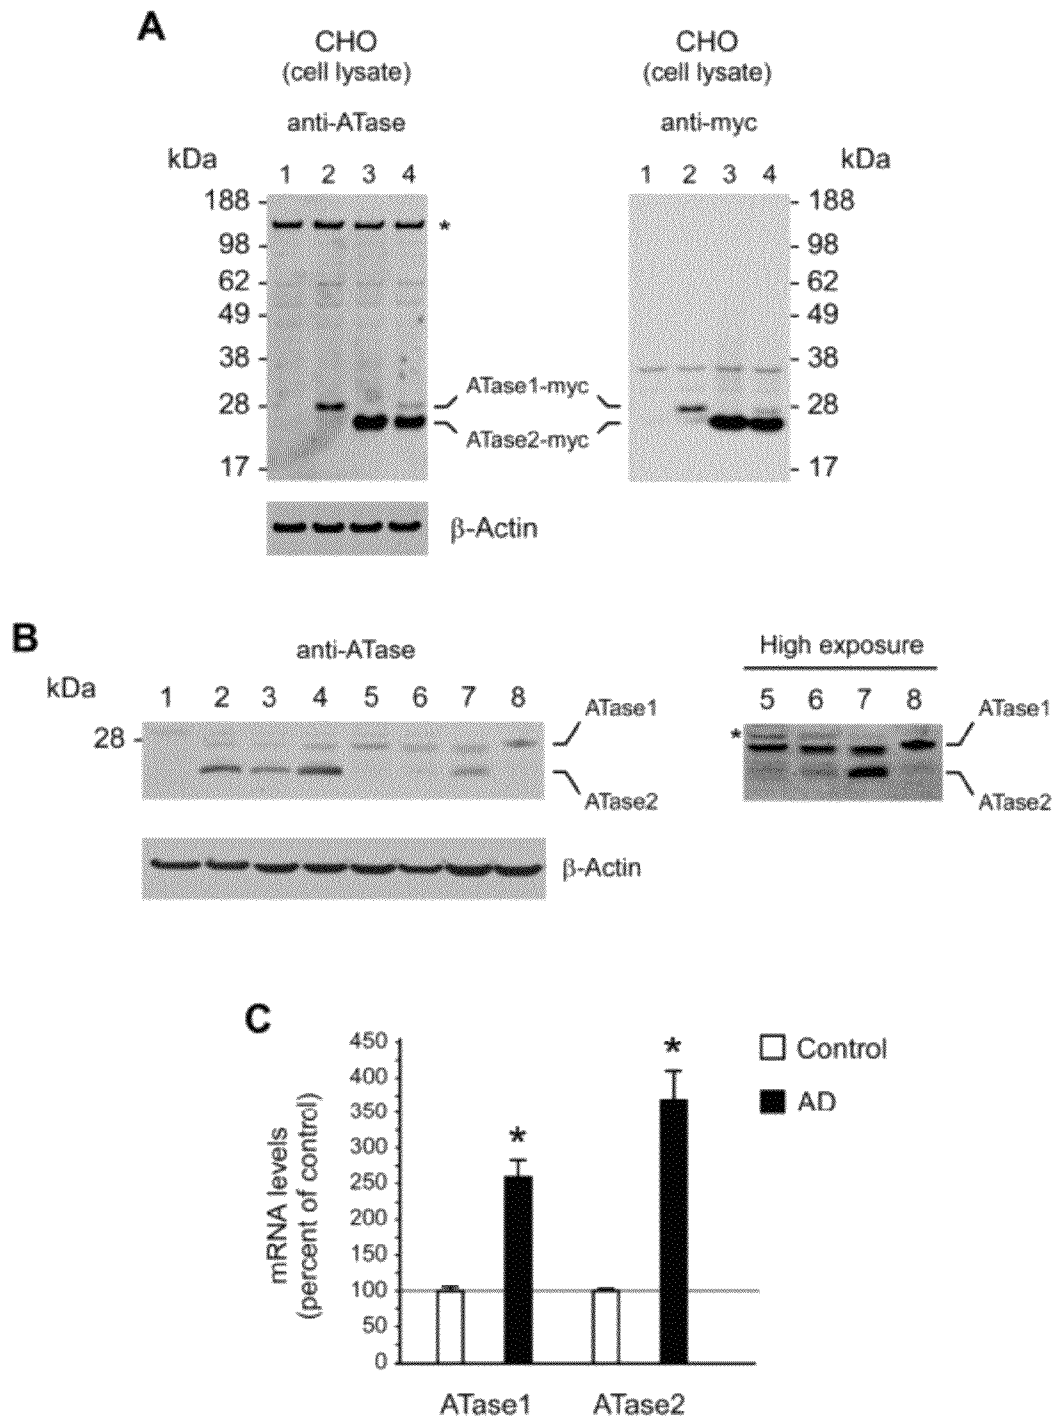 A
CHO
(cell lysate)
anti-ATase
kDa
1 2 3 4
188
98
62
49
38
28
17
*
ATase1-myc
ATase2-myc
β-Actin
CHO
(cell lysate)
anti-myc
kDa
1 2 3 4
188
98
62
49
38
28
17
B
anti-ATase
kDa
1 2 3 4 5 6 7 8
28
ATase1
ATase2
β-Actin
High exposure
5 6 7 8
*
ATase1
ATase2
C
mRNA levels
(percent of control)
450
400
350
300
250
200
150
100
50
0
*
*
Control
AD
ATase1 ATase2